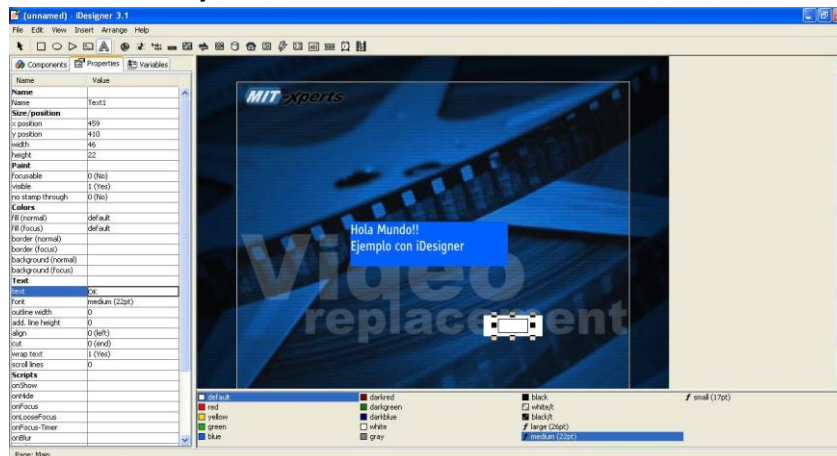 (unnamed) - iDesigner 3.1
File Edit View Insert Arrange Help
Components Properties Variables
Name Value
Name
Name Text1
Size/position
x position 459
y position 410
width 46
height 22
Paint
focusable 0 (No)
visible 1 (Yes)
no stamp through 0 (No)
Colors
fill (normal) default
fill (focus) default
border (normal)
border (focus)
background (normal)
background (focus)
Text
text OK
font medium (22pt)
outline width 0
add. line height 0
align 0 (left)
cut 0 (end)
wrap text 1 (Yes)
scroll lines 0
Scripts
onShow
onHide
onFocus
onLooseFocus
onFocus-Timer
onBlur
MIT-xperts
Hola Mundo!!
Ejemplo con iDesigner
Video
replacement
default darkred black small (17pt)
red darkgreen white/t
yellow darkblue black/t
green white large (26pt)
blue gray medium (22pt)
Page: Main